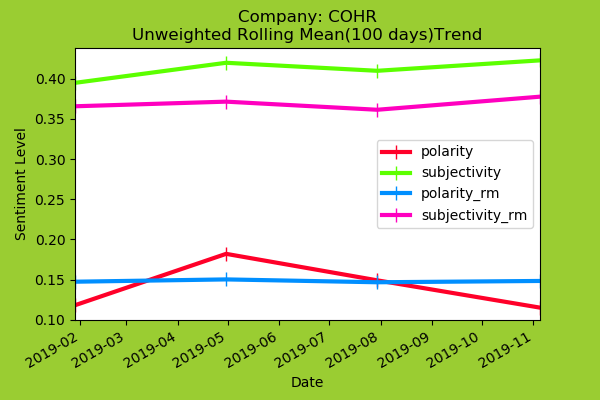 Company: COHR
Unweighted Rolling Mean(100 days)Trend
Sentiment Level
0.40
0.35
0.30
0.25
0.20
0.15
0.10
polarity
subjectivity
polarity_rm
subjectivity_rm
2019-02
2019-03
2019-04
2019-05
2019-06
2019-07
2019-08
2019-09
2019-10
2019-11
Date